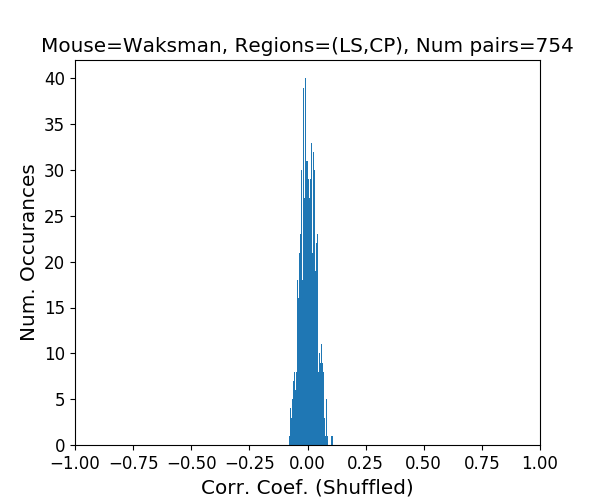 Mouse=Waksman, Regions=(LS,CP), Num pairs=754
Num. Occurances
40
35
30
25
20
15
10
5
0
−1.00 −0.75 −0.50 −0.25 0.00 0.25 0.50 0.75 1.00
Corr. Coef. (Shuffled)